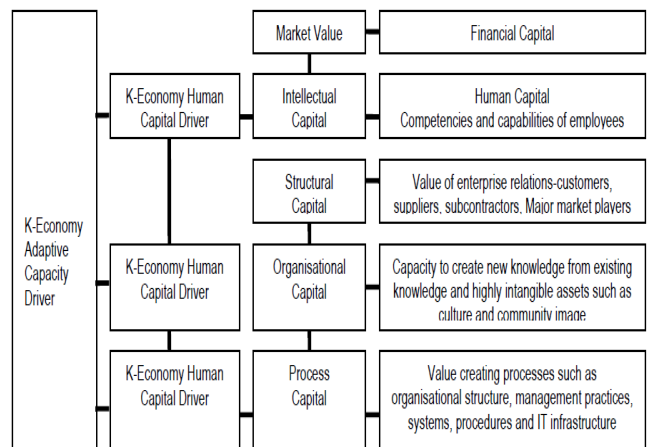 Market Value
Financial Capital
K-Economy Human
Capital Driver
Intellectual
Capital
Human Capital
Competencies and capabilities of employees
Structural
Capital
Value of enterprise relations-customers,
suppliers, subcontractors, Major market players
K-Economy
Adaptive
Capacity
Driver
K-Economy Human
Capital Driver
Organisational
Capital
Capacity to create new knowledge from existing
knowledge and highly intangible assets such as
culture and community image
K-Economy Human
Capital Driver
Process
Capital
Value creating processes such as
organisational structure, management practices,
systems, procedures and IT infrastructure